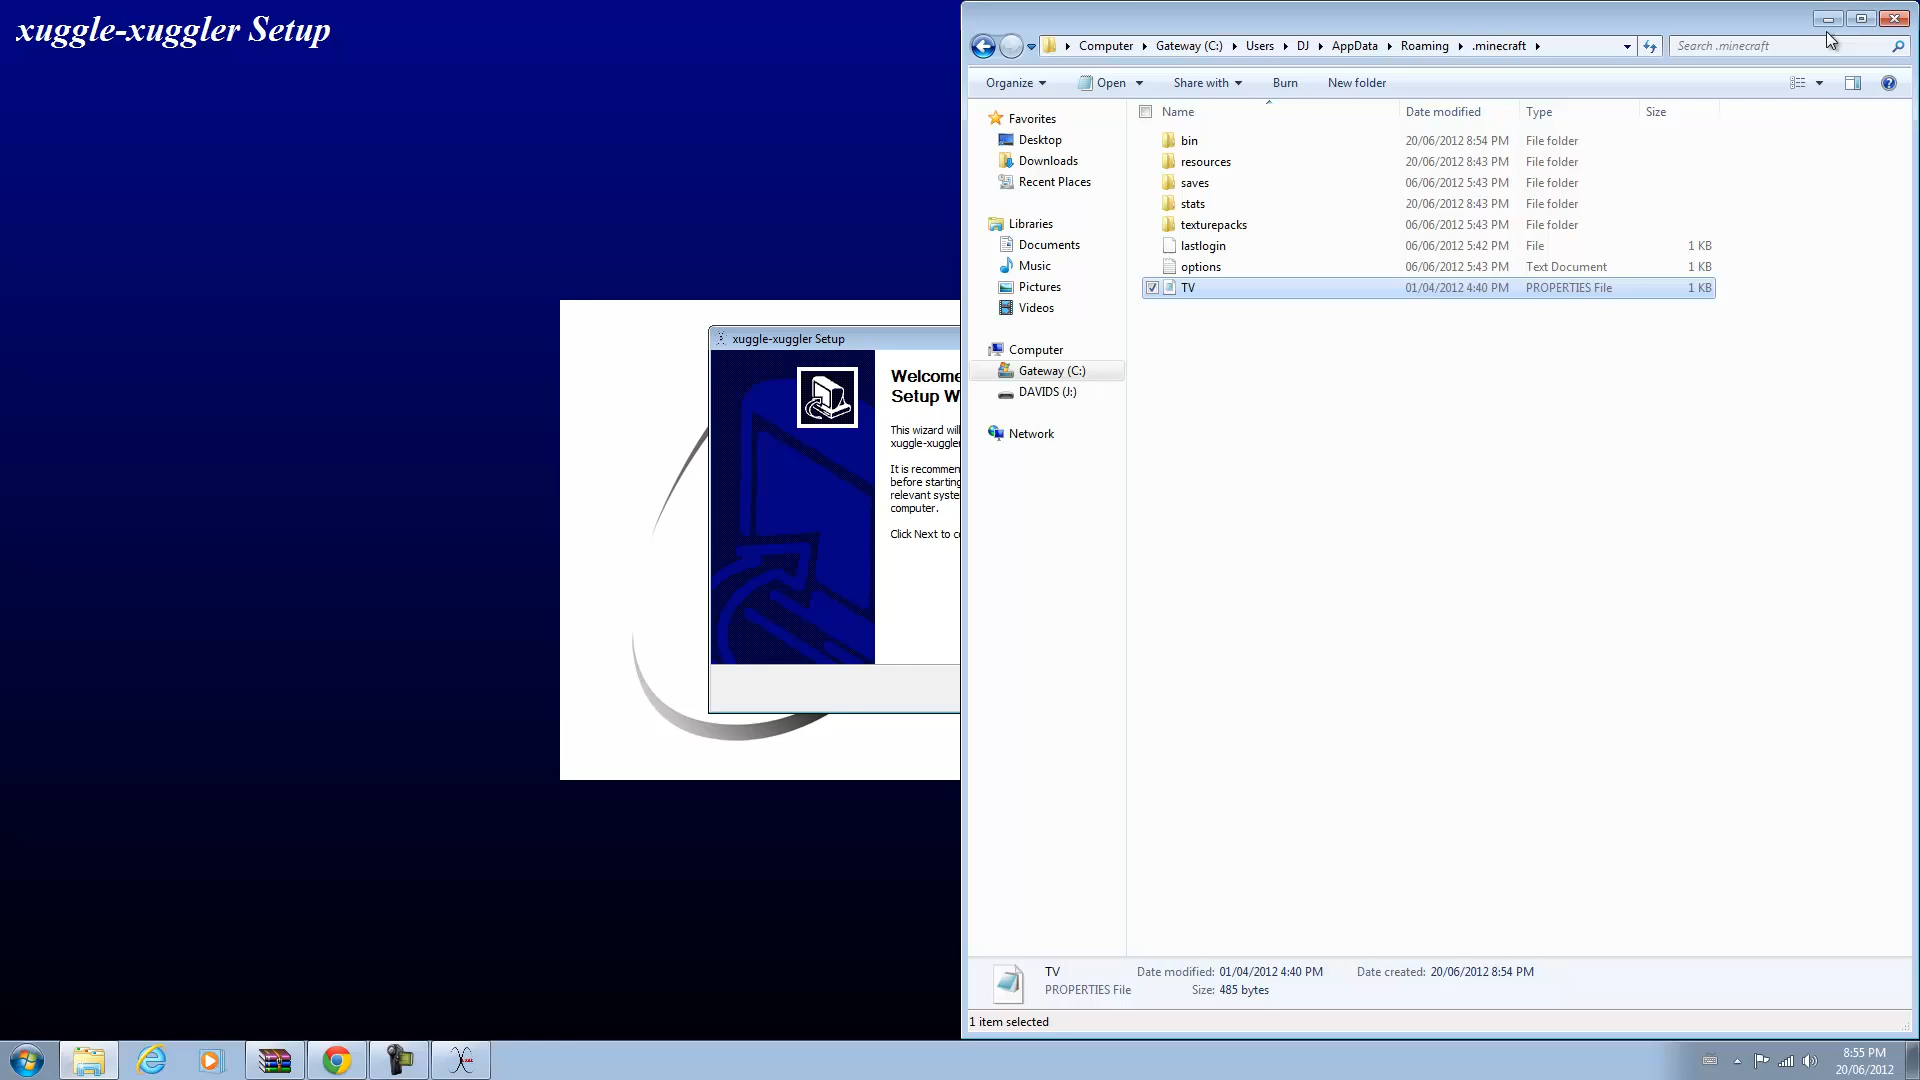 xuggle-xuggler Setup
Computer Gateway (C:) Users DJ AppData Roaming .minecraft
Search .minecraft
Organize Open Share with Burn New folder
Name Date modified Type Size
Favorites
Desktop
Downloads
Recent Places
Libraries
Documents
Music
Pictures
Videos
Computer
Gateway (C:)
DAVIDS (J:)
Network
bin 20/06/2012 8:54 PM File folder
resources 20/06/2012 8:43 PM File folder
saves 06/06/2012 5:43 PM File folder
stats 20/06/2012 8:43 PM File folder
texturepacks 06/06/2012 5:43 PM File folder
lastlogin 06/06/2012 5:42 PM File 1 KB
options 06/06/2012 5:43 PM Text Document 1 KB
TV 01/04/2012 4:40 PM PROPERTIES File 1 KB
xuggle-xuggler Setup
Welcome
Setup W
This wizard will
xuggle-xuggler
It is recommen
before starting
relevant syste
computer.
Click Next to c
TV Date modified: 01/04/2012 4:40 PM Date created: 20/06/2012 8:54 PM
PROPERTIES File Size: 485 bytes
1 item selected
8:55 PM
20/06/2012